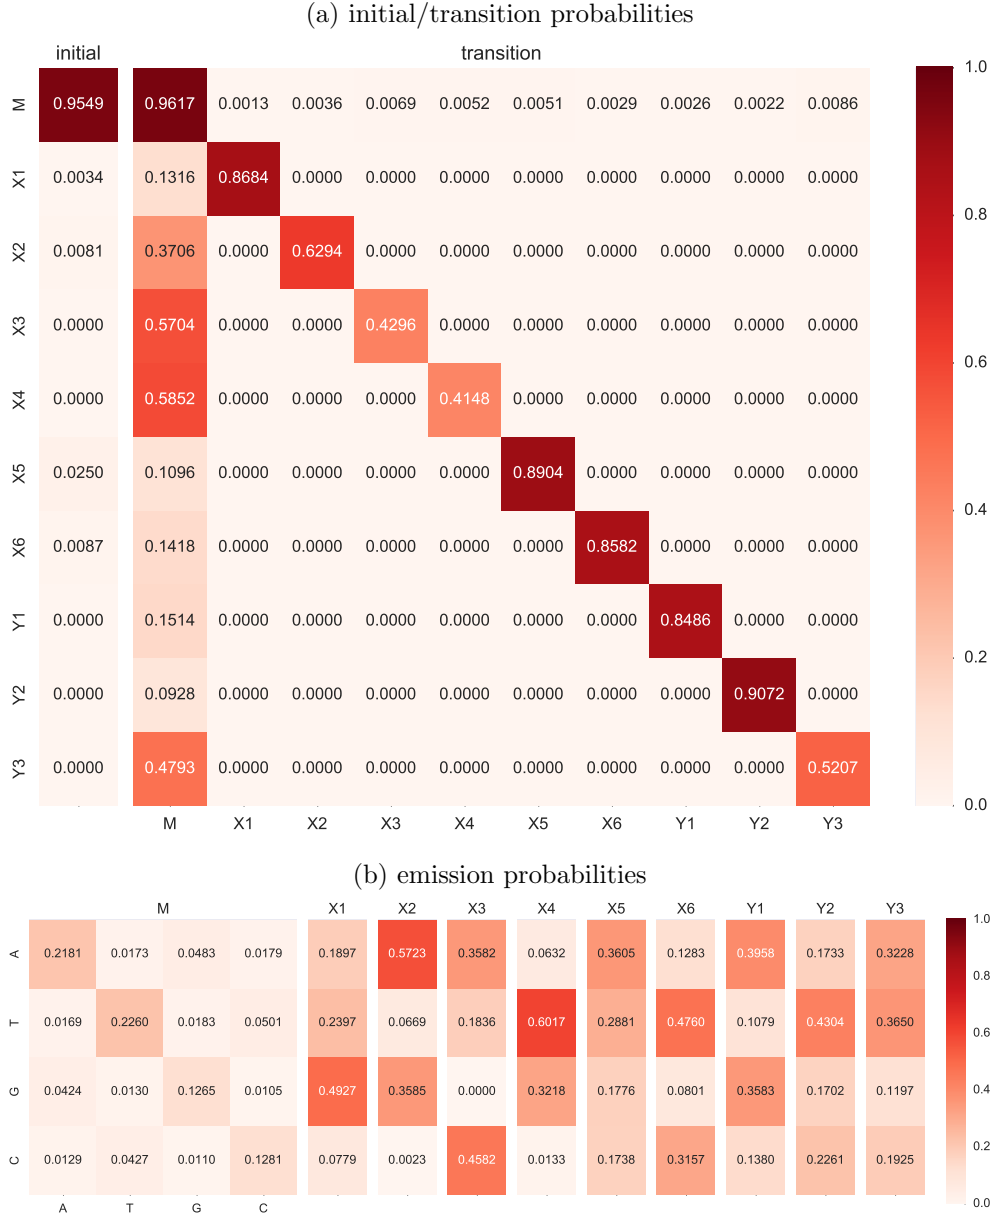 (a) initial/transition probabilities
initial transition
1.0
M 0.9549 0.9617 0.0013 0.0036 0.0069 0.0052 0.0051 0.0029 0.0026 0.0022 0.0086
X1 0.0034 0.1316 0.8684 0.0000 0.0000 0.0000 0.0000 0.0000 0.0000 0.0000 0.0000
0.8
X2 0.0081 0.3706 0.0000 0.6294 0.0000 0.0000 0.0000 0.0000 0.0000 0.0000 0.0000
X3 0.0000 0.5704 0.0000 0.0000 0.4296 0.0000 0.0000 0.0000 0.0000 0.0000 0.0000
0.6
X4 0.0000 0.5852 0.0000 0.0000 0.0000 0.4148 0.0000 0.0000 0.0000 0.0000 0.0000
X5 0.0250 0.1096 0.0000 0.0000 0.0000 0.0000 0.8904 0.0000 0.0000 0.0000 0.0000
0.4
X6 0.0087 0.1418 0.0000 0.0000 0.0000 0.0000 0.0000 0.8582 0.0000 0.0000 0.0000
Y1 0.0000 0.1514 0.0000 0.0000 0.0000 0.0000 0.0000 0.0000 0.8486 0.0000 0.0000
0.2
Y2 0.0000 0.0928 0.0000 0.0000 0.0000 0.0000 0.0000 0.0000 0.0000 0.9072 0.0000
Y3 0.0000 0.4793 0.0000 0.0000 0.0000 0.0000 0.0000 0.0000 0.0000 0.0000 0.5207
0.0
M X1 X2 X3 X4 X5 X6 Y1 Y2 Y3
(b) emission probabilities
M X1 X2 X3 X4 X5 X6 Y1 Y2 Y3
1.0
A 0.2181 0.0173 0.0483 0.0179 0.1897 0.5723 0.3582 0.0632 0.3605 0.1283 0.3958 0.1733 0.3228
0.8
T 0.0169 0.2260 0.0183 0.0501 0.2397 0.0669 0.1836 0.6017 0.2881 0.4760 0.1079 0.4304 0.3650
0.6
G 0.0424 0.0130 0.1265 0.0105 0.4927 0.3585 0.0000 0.3218 0.1776 0.0801 0.3583 0.1702 0.1197
0.4
C 0.0129 0.0427 0.0110 0.1281 0.0779 0.0023 0.4582 0.0133 0.1738 0.3157 0.1380 0.2261 0.1925
0.2
0.0
A T G C